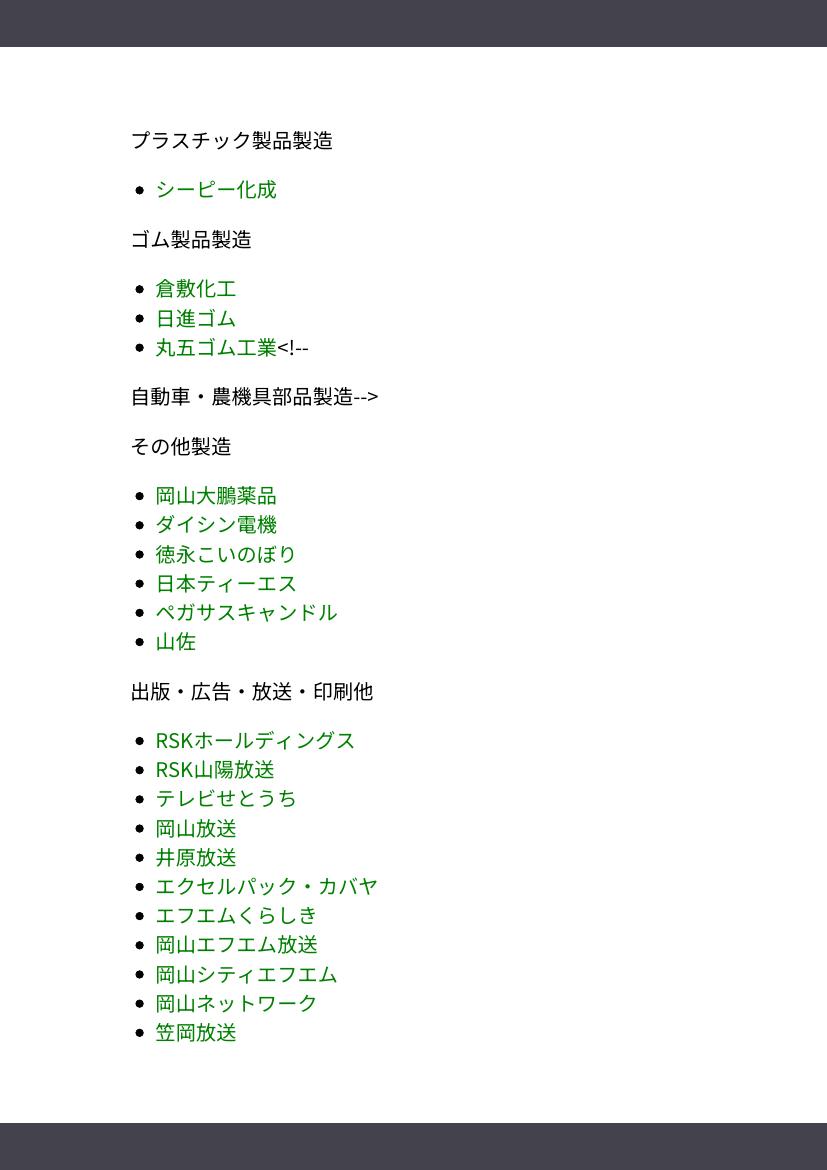 プラスチック製品製造
シーピー化成
ゴム製品製造
倉敷化工
日進ゴム
丸五ゴム工業<!--
自動車・農機具部品製造-->
その他製造
岡山大鵬薬品
ダイシン電機
徳永こいのぼり
日本ティーエス
ペガサスキャンドル
山佐
出版・広告・放送・印刷他
RSKホールディングス
RSK山陽放送
テレビせとうち
岡山放送
井原放送
エクセルパック・カバヤ
エフエムくらしき
岡山エフエム放送
岡山シティエフエム
岡山ネットワーク
笠岡放送